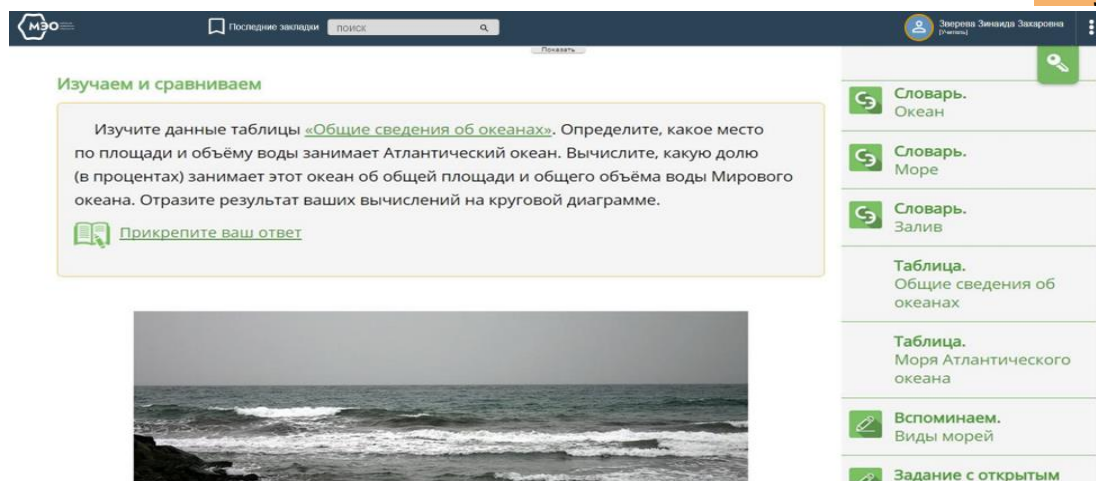 МЭО
Последние закладки
поиск
Зверева Зинаида Захаровна
[Учитель]
Показать
Изучаем и сравниваем
Изучите данные таблицы «Общие сведения об океанах». Определите, какое место
по площади и объёму воды занимает Атлантический океан. Вычислите, какую долю
(в процентах) занимает этот океан об общей площади и общего объёма воды Мирового
океана. Отразите результат ваших вычислений на круговой диаграмме.
Прикрепите ваш ответ
Словарь.
Океан
Словарь.
Море
Словарь.
Залив
Таблица.
Общие сведения об
океанах
Таблица.
Моря Атлантического
океана
Вспоминаем.
Виды морей
Задание с открытым